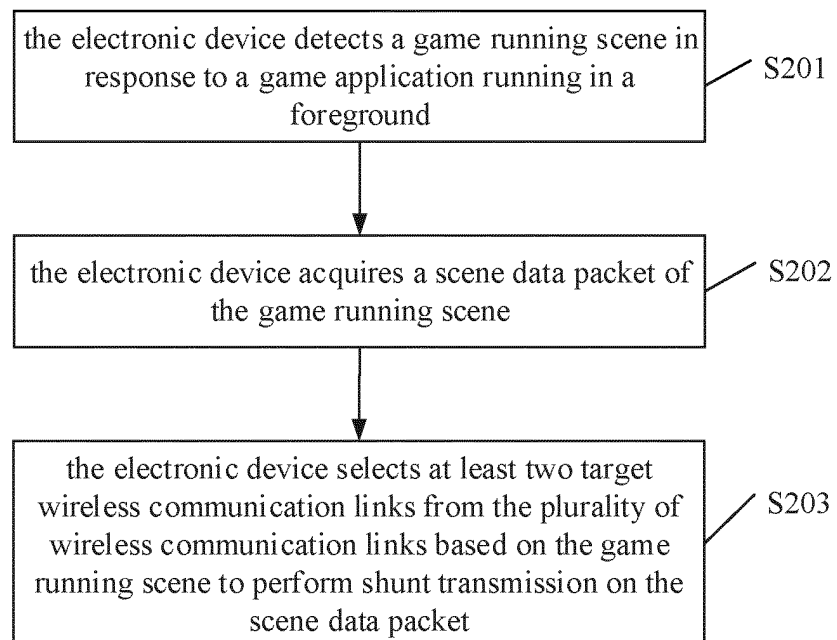 the electronic device detects a game running scene in
response to a game application running in a
foreground
S201
the electronic device acquires a scene data packet of
the game running scene
S202
the electronic device selects at least two target
wireless communication links from the plurality of
wireless communication links based on the game
running scene to perform shunt transmission on the
scene data packet
S203